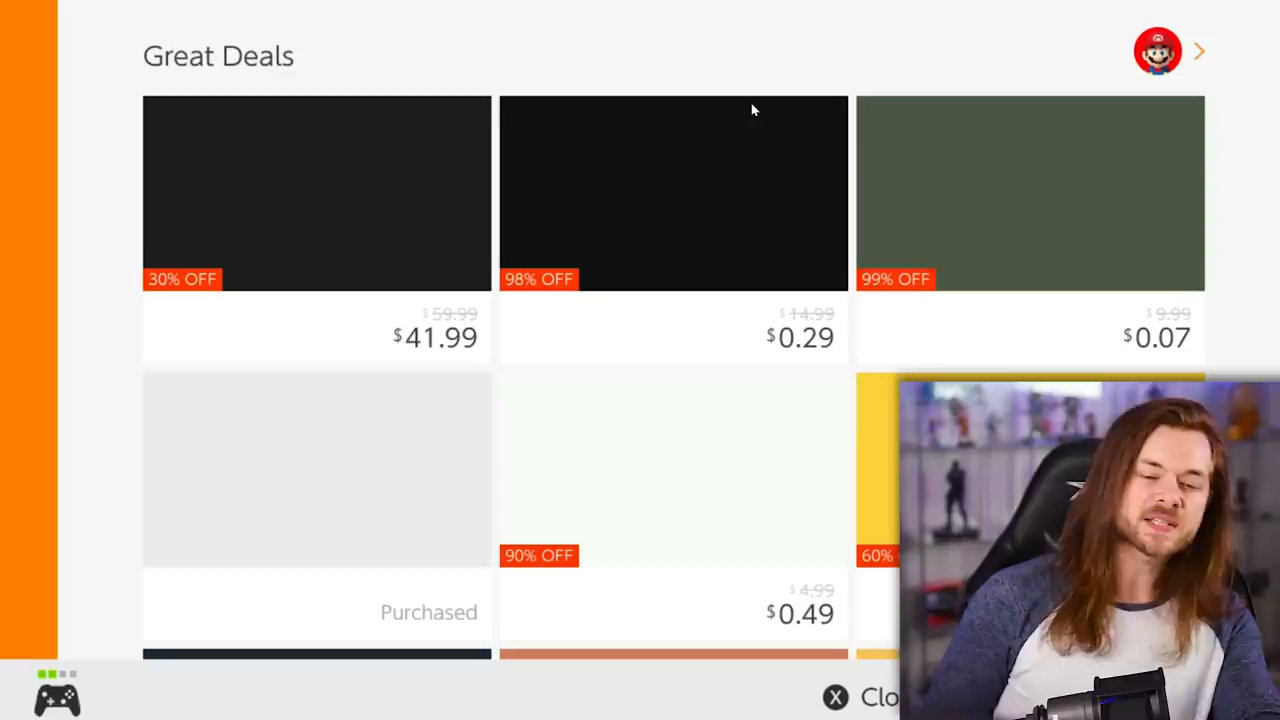 Great Deals
30% OFF
98% OFF
99% OFF
$59.99
$14.99
$9.99
$41.99
$0.29
$0.07
90% OFF
60%
$4.99
Purchased
$0.49
X Clo